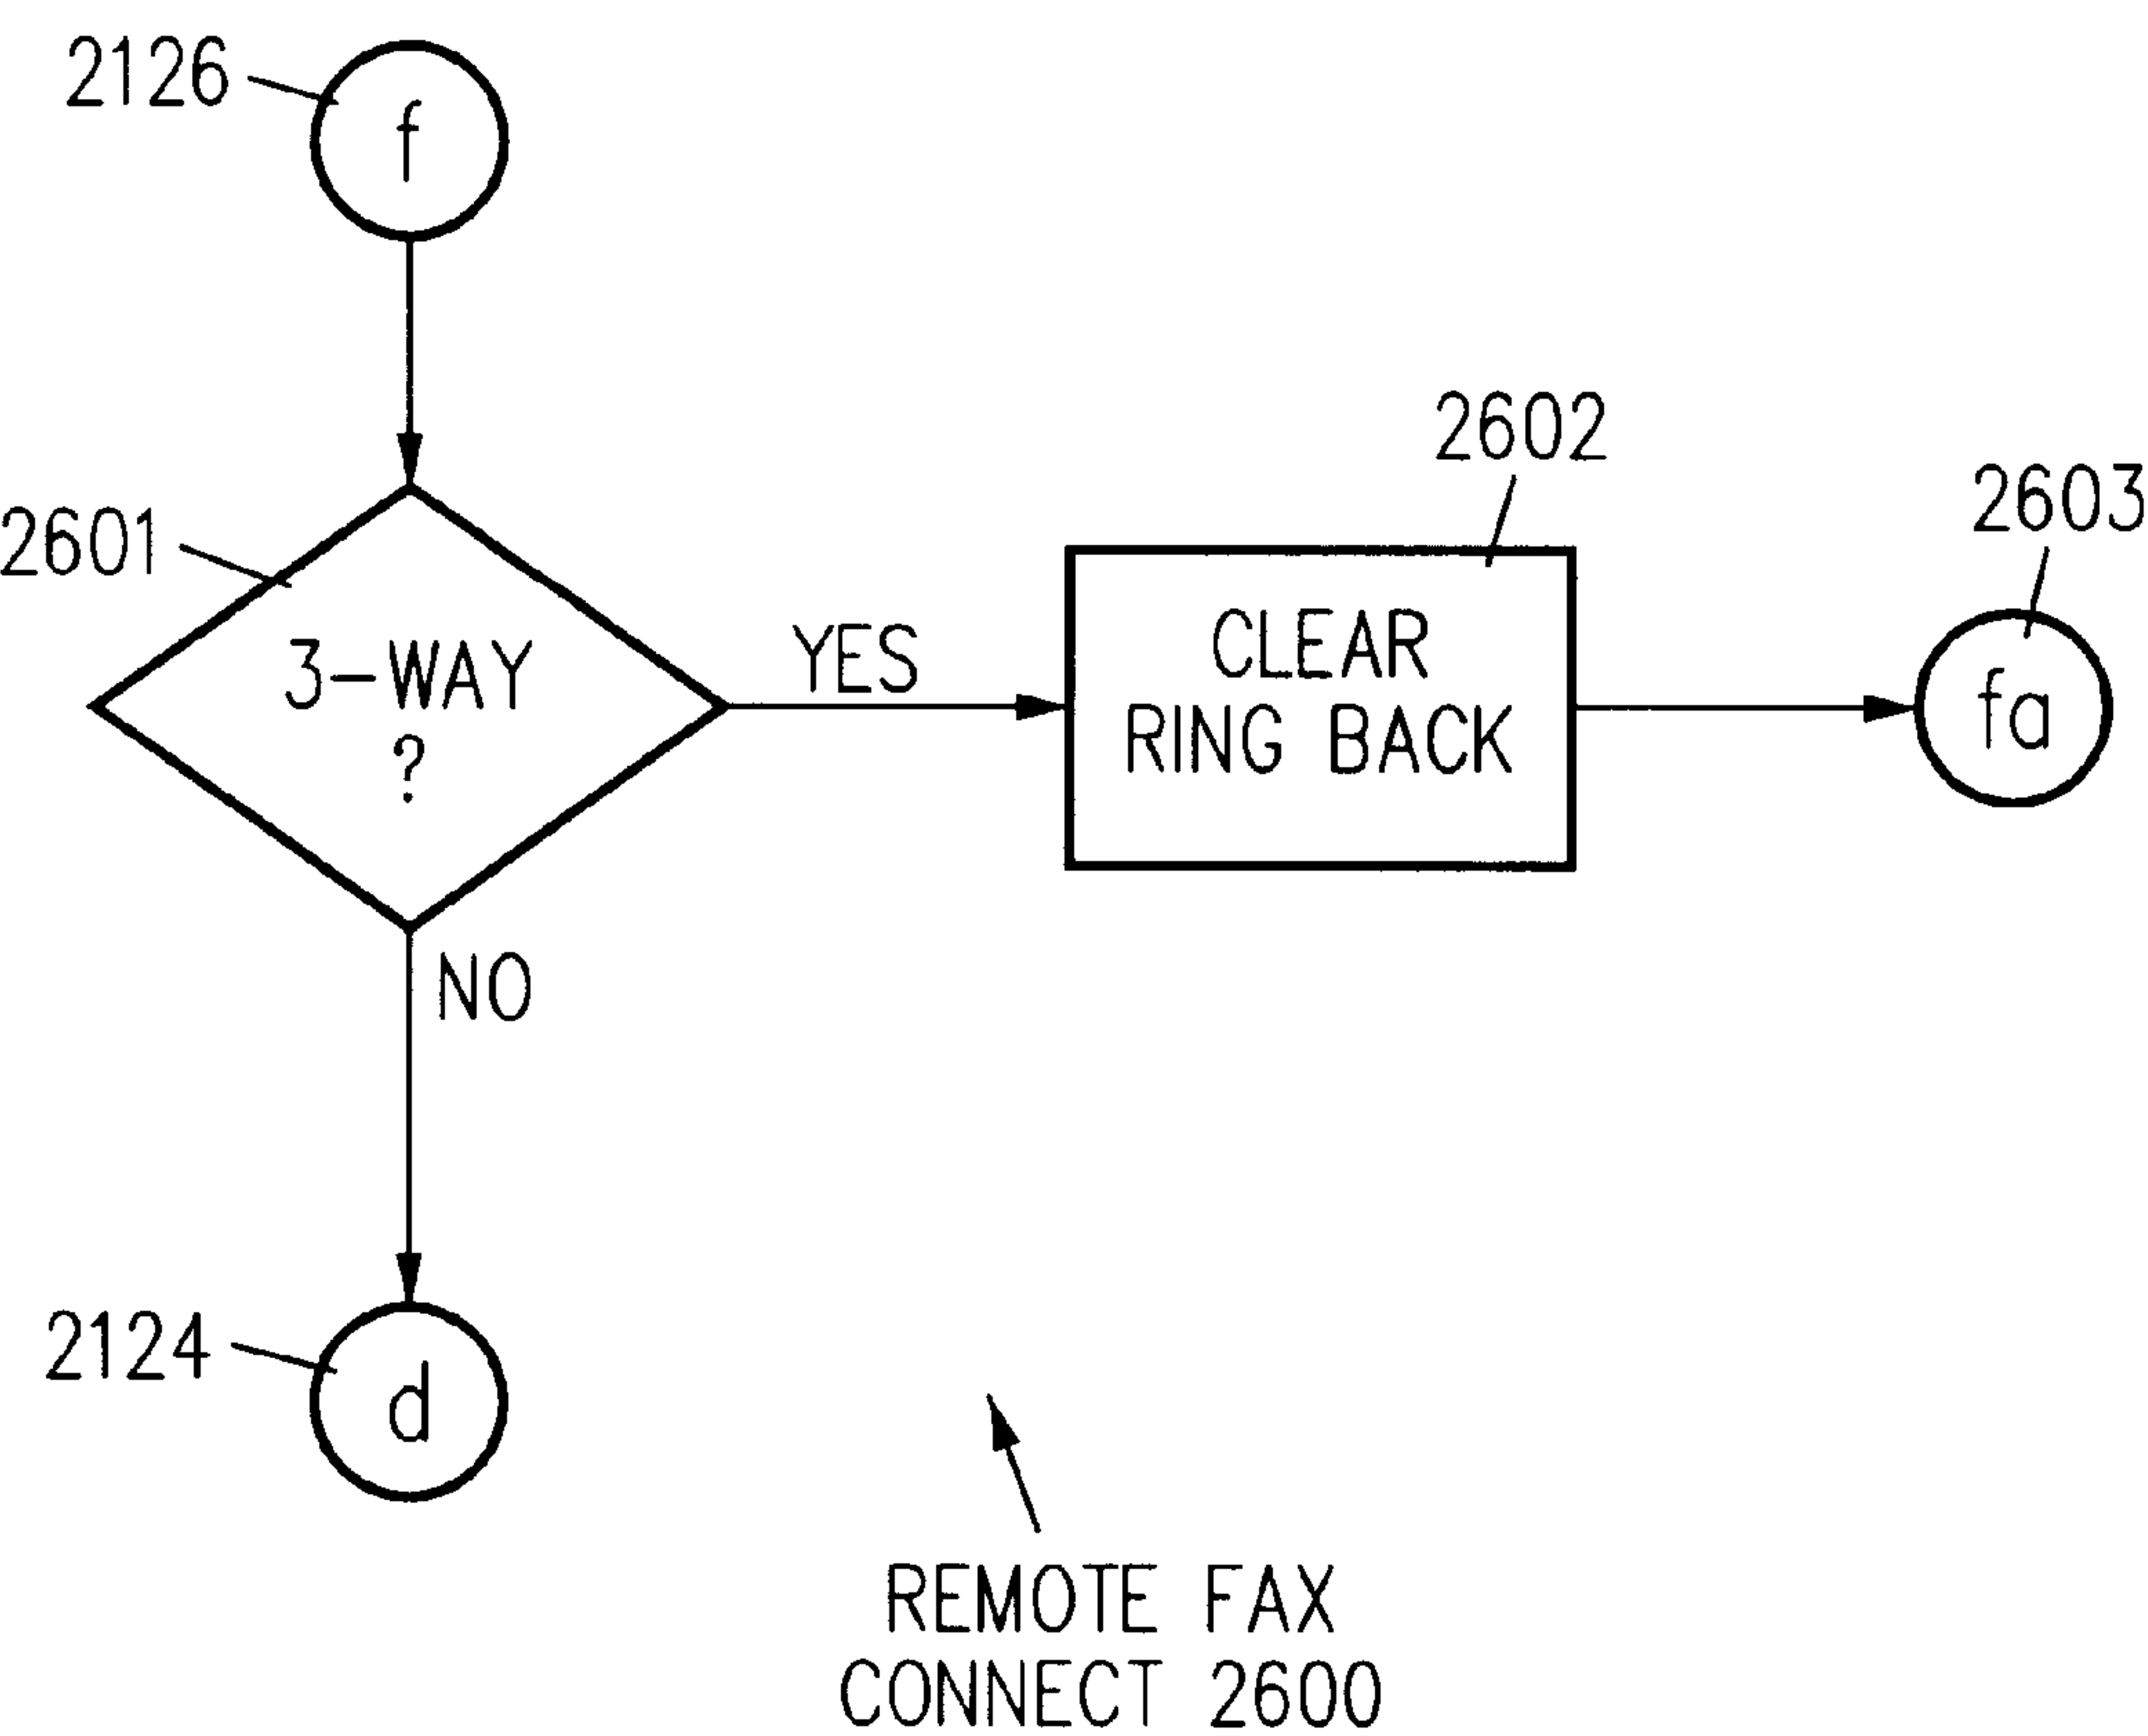 2126
f
2602
2603
2601
3-WAY
?
YES
CLEAR
RING BACK
fa
NO
2124
d
REMOTE FAX
CONNECT 2600